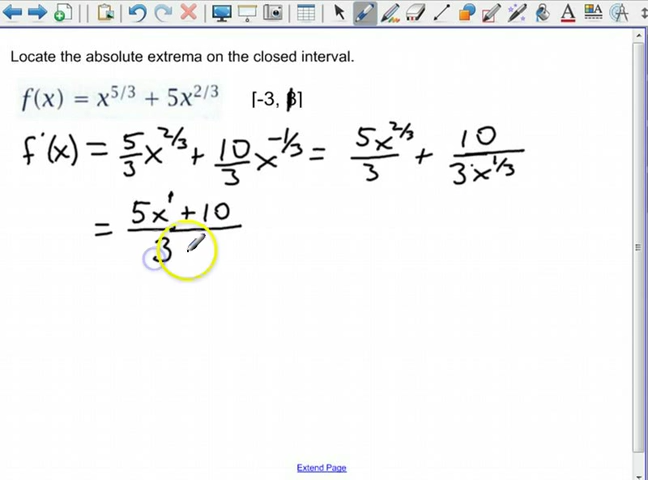 Locate the absolute extrema on the closed interval.
f(x) = x^{5/3} + 5x^{2/3} [-3, ]
f'(x) = 5/3 x^{2/3} + 10/3 x^{-1/3} = 5x^{2/3}/3 + 10/(3·x^{1/3})
= (5x^1 + 10)/3
Extend Page